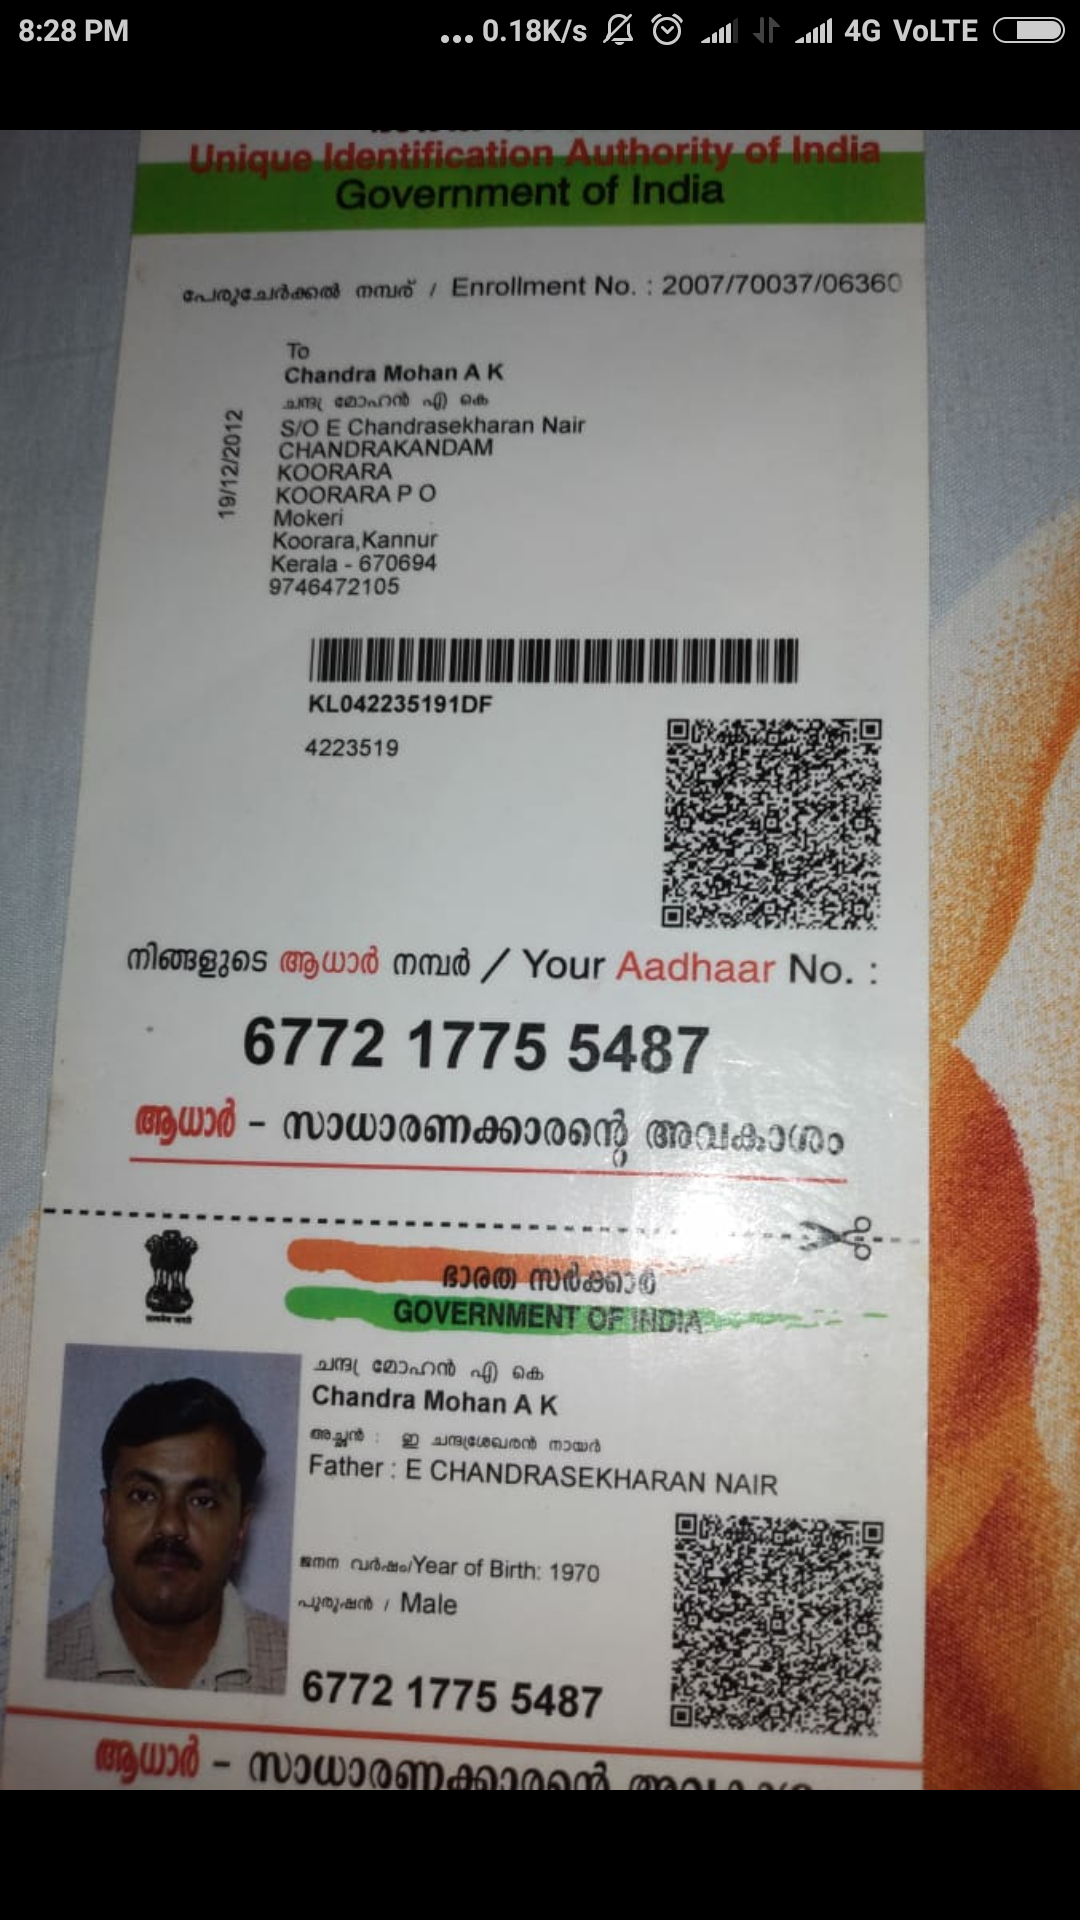 8:28 PM
... 0.18K/s 4G VoLTE
Unique Identification Authority of India
Government of India
പേരുചേർക്കൽ നമ്പര് / Enrollment No. : 2007/70037/06360
To
Chandra Mohan A K
ചന്ദ്ര മോഹൻ എ കെ
S/O E Chandrasekharan Nair
CHANDRAKANDAM
KOORARA
KOORARA P O
Mokeri
Koorara,Kannur
Kerala - 670694
9746472105
19/12/2012
KL042235191DF
4223519
നിങ്ങളുടെ ആധാർ നമ്പർ / Your Aadhaar No. :
6772 1775 5487
ആധാർ - സാധാരണക്കാരന്റെ അവകാശം
ഭാരത സർക്കാർ
GOVERNMENT OF INDIA
ചന്ദ്ര മോഹൻ എ കെ
Chandra Mohan A K
അച്ഛൻ : ഇ ചന്ദ്രശേഖരൻ നായർ
Father : E CHANDRASEKHARAN NAIR
ജനന വർഷം/Year of Birth: 1970
പുരുഷൻ / Male
6772 1775 5487
ആധാർ - സാധാരണക്കാരന്റെ അവകാശം